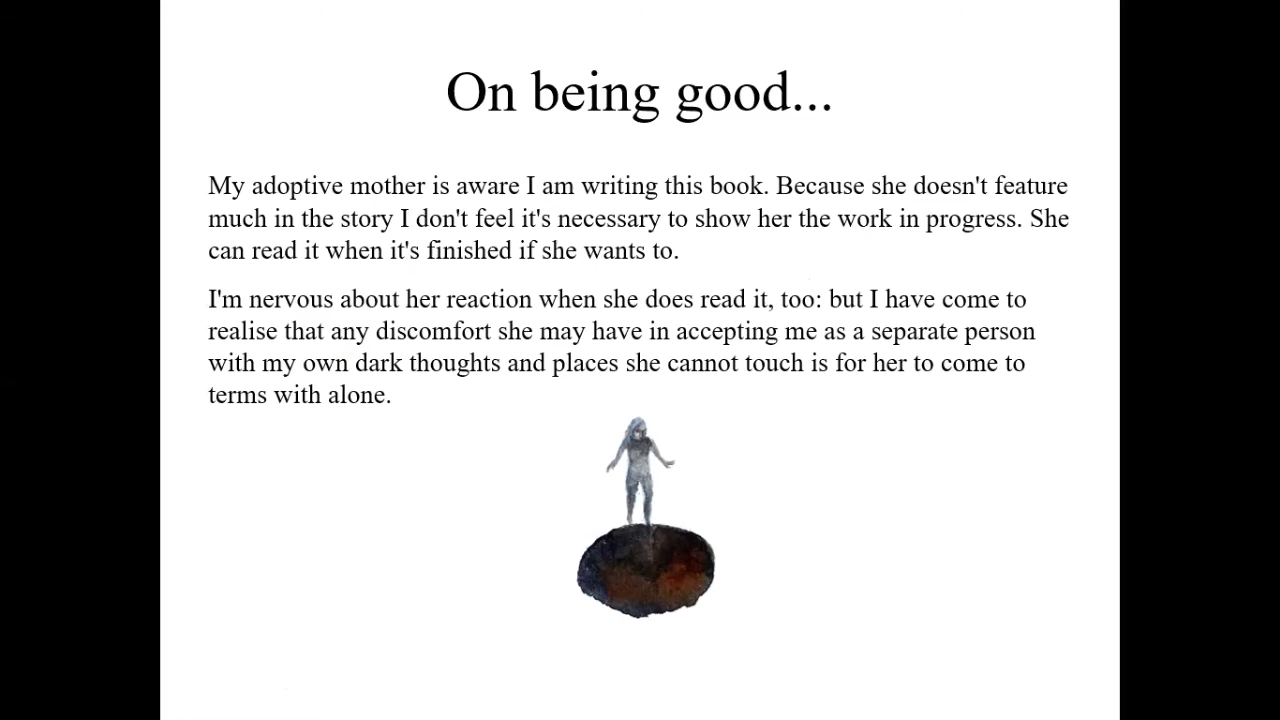 On being good...
My adoptive mother is aware I am writing this book. Because she doesn't feature
much in the story I don't feel it's necessary to show her the work in progress. She
can read it when it's finished if she wants to.
I'm nervous about her reaction when she does read it, too: but I have come to
realise that any discomfort she may have in accepting me as a separate person
with my own dark thoughts and places she cannot touch is for her to come to
terms with alone.